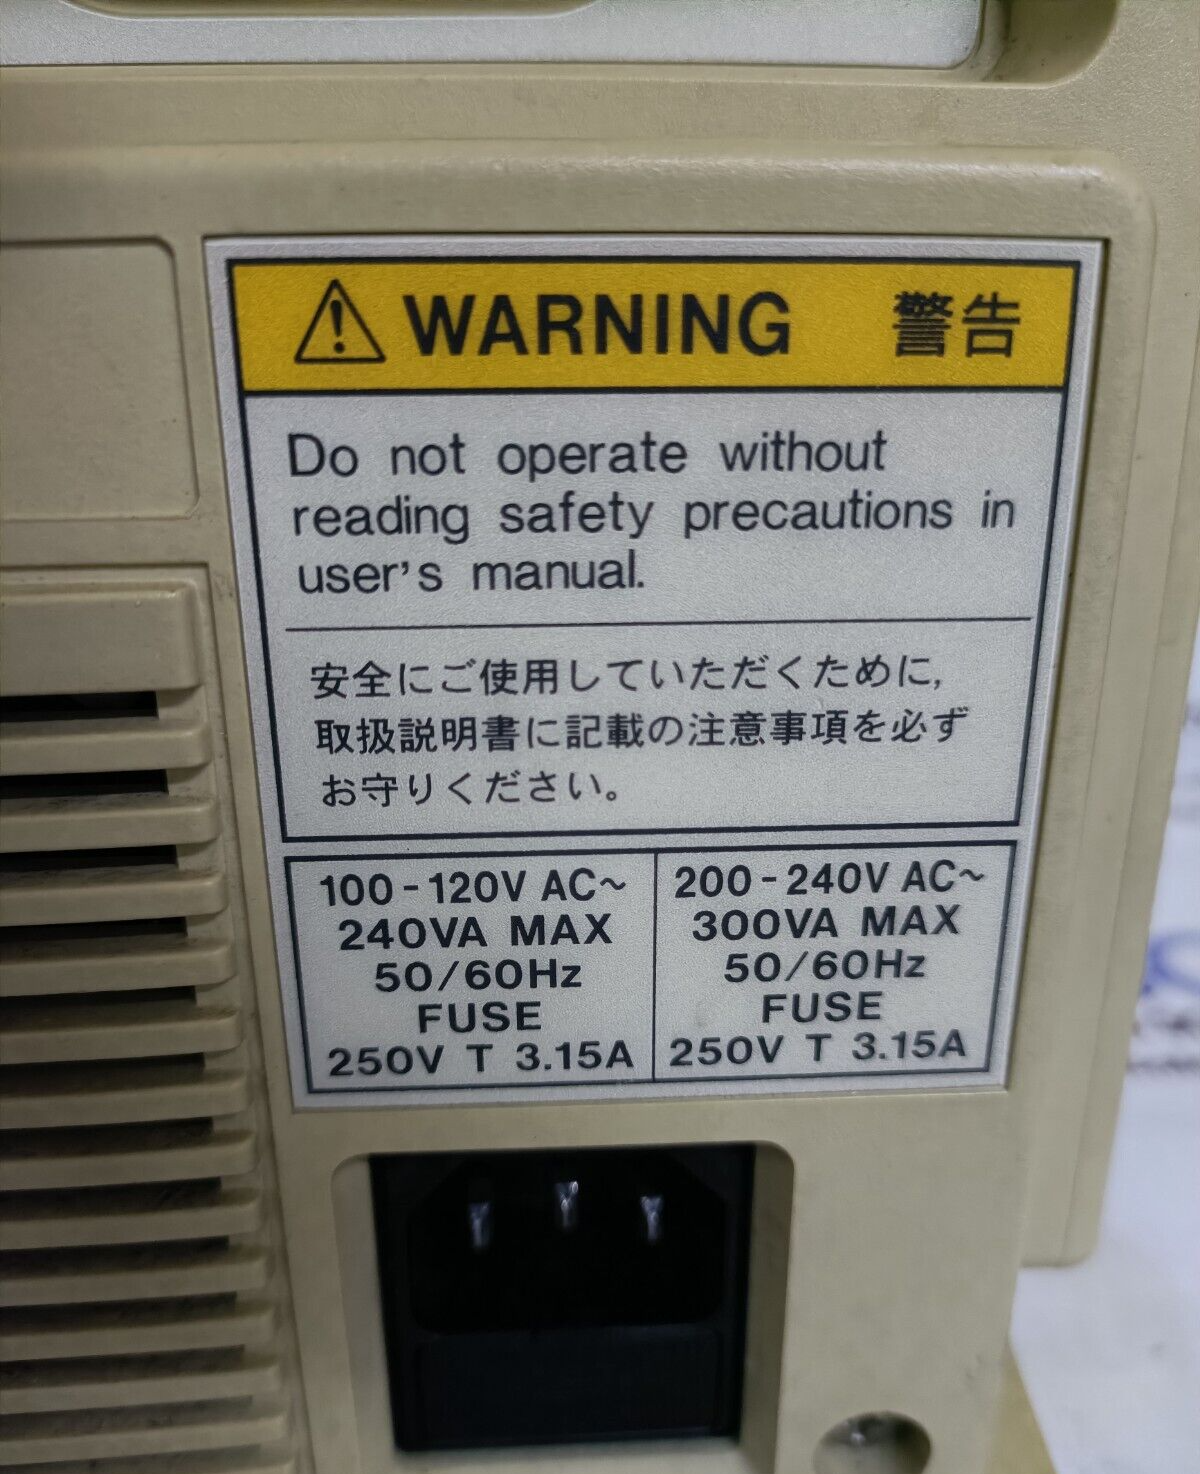 WARNING 警告
Do not operate without
reading safety precautions in
user's manual.
安全にご使用していただくために,
取扱説明書に記載の注意事項を必ず
お守りください。
100-120V AC~
240VA MAX
50/60Hz
FUSE
250V T 3.15A
200-240V AC~
300VA MAX
50/60Hz
FUSE
250V T 3.15A